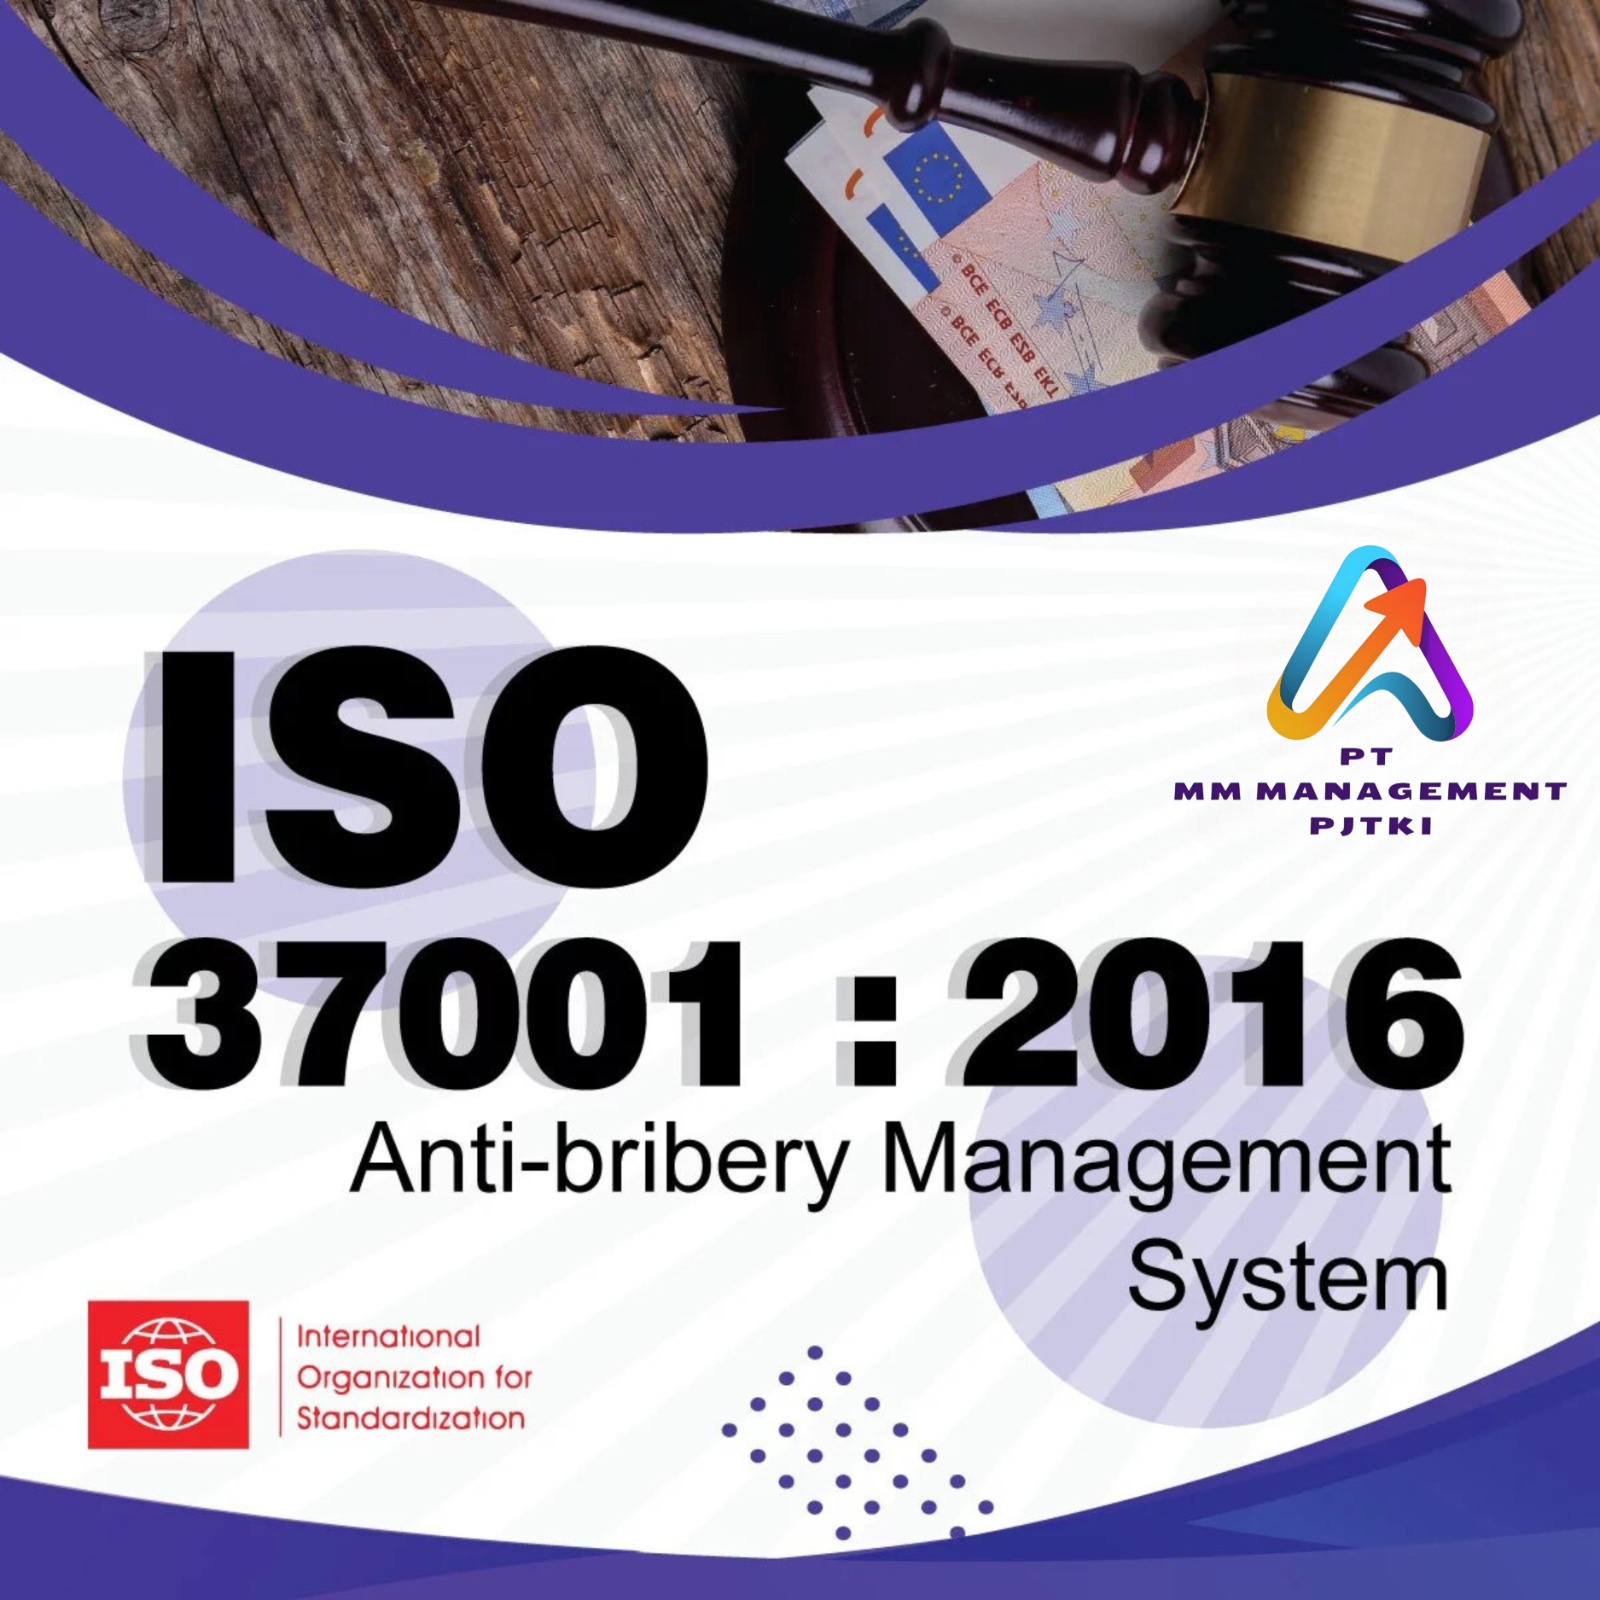 © BCE ECB EZB EKT
© BCE ECB
PT
MM MANAGEMENT
PJTKI
ISO
37001 : 2016
Anti-bribery Management
System
ISO
International
Organization for
Standardization